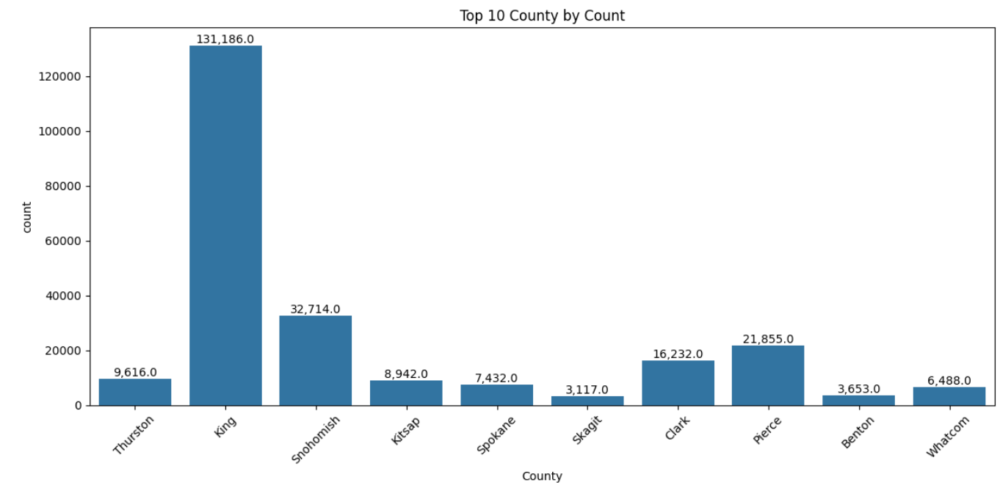 Top 10 County by Count
131,186.0
120000
100000
80000
count
60000
40000
32,714.0
20000
21,855.0
16,232.0
9,616.0
8,942.0
7,432.0
3,117.0
3,653.0
6,488.0
0
Thurston
King
Snohomish
Kitsap
Spokane
Skagit
Clark
Pierce
Benton
Whatcom
County